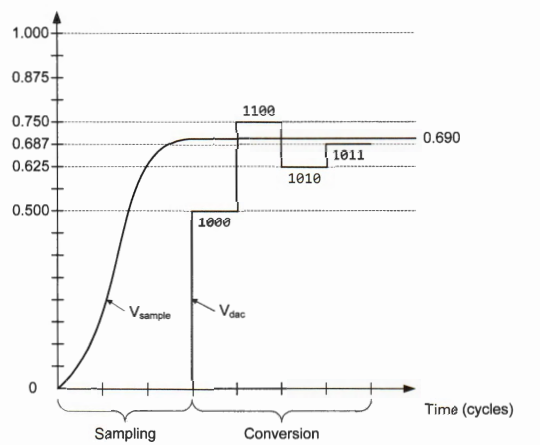 1.000
0.875
0.750
0.687
0.625
0.500
0
1100
0.690
1011
1010
1000
Vsample
Vdac
Time (cycles)
Sampling
Conversion